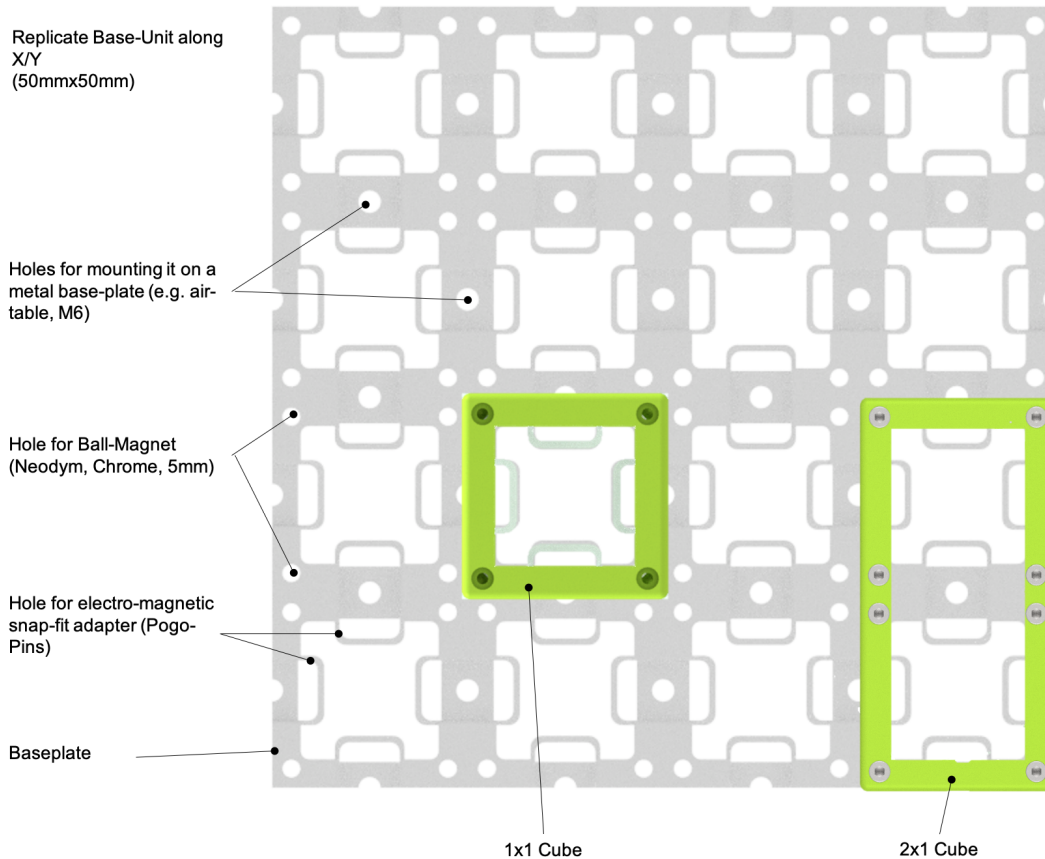 Replicate Base-Unit along
X/Y
(50mmx50mm)
Holes for mounting it on a
metal base-plate (e.g. air-
table, M6)
Hole for Ball-Magnet
(Neodym, Chrome, 5mm)
Hole for electro-magnetic
snap-fit adapter (Pogo-
Pins)
Baseplate
1x1 Cube
2x1 Cube